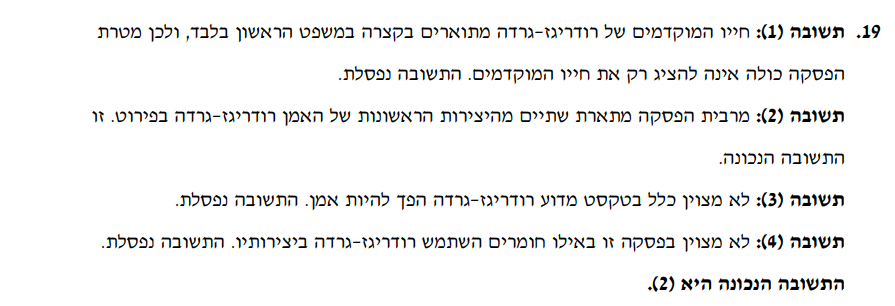 19. תשובה (1): חייו המוקדמים של רודריגז-גרדה מתוארים בקצרה במשפט הראשון בלבד, ולכן מטרת
הפסקה כולה אינה להציג רק את חייו המוקדמים. התשובה נפסלת.
תשובה (2): מרבית הפסקה מתארת שתיים מהיצירות הראשונות של האמן רודריגז-גרדה בפירוט. זו
התשובה הנכונה.
תשובה (3): לא מצוין כלל בטקסט מדוע רודריגז-גרדה הפך להיות אמן. התשובה נפסלת.
תשובה (4): לא מצוין בפסקה זו באילו חומרים השתמש רודריגז-גרדה ביצירותיו. התשובה נפסלת.
התשובה הנכונה היא (2).